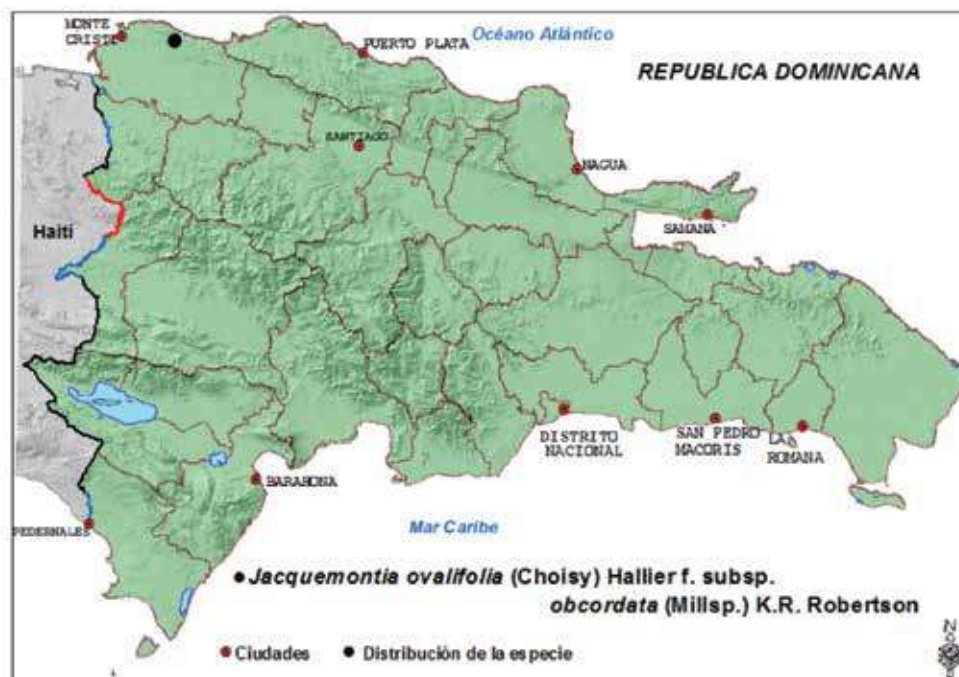 MONTE
CRISTI
PUERTO PLATA
Océano Atlántico
REPUBLICA DOMINICANA
SANTIAGO
NAGUA
SAMANA
Haití
DISTRITO
NACIONAL
SAN PEDRO
MACORIS
LA
ROMANA
BARAHONA
PEDERNALES
Mar Caribe
Jacquemontia ovalifolia (Choisy) Hallier f. subsp.
obcordata (Millsp.) K.R. Robertson
Ciudades
Distribución de la especie